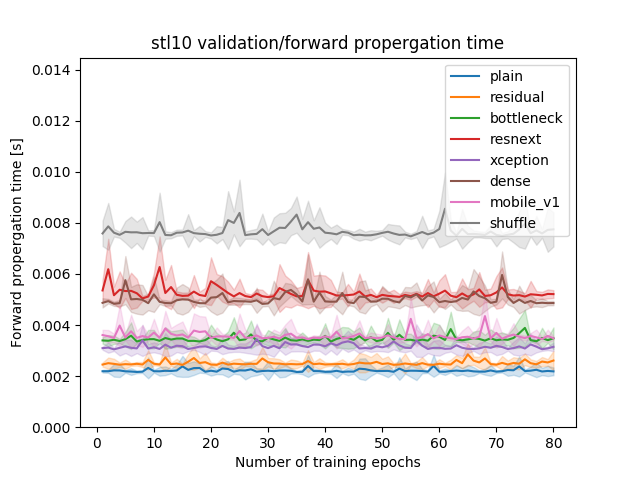 stl10 validation/forward propergation time
Forward propergation time [s]
0.014
0.012
0.010
0.008
0.006
0.004
0.002
0.000
plain
residual
bottleneck
resnext
xception
dense
mobile_v1
shuffle
0 10 20 30 40 50 60 70 80
Number of training epochs